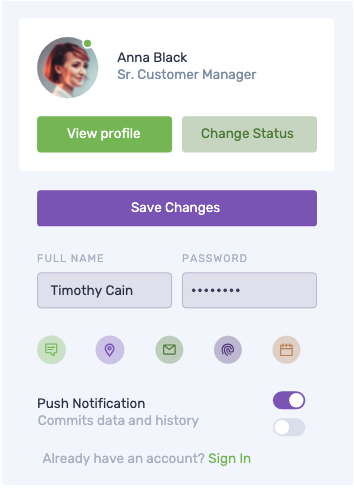 Anna Black
Sr. Customer Manager
View profile
Change Status
Save Changes
FULL NAME
PASSWORD
Timothy Cain
••••••••
Push Notification
Commits data and history
Already have an account? Sign In